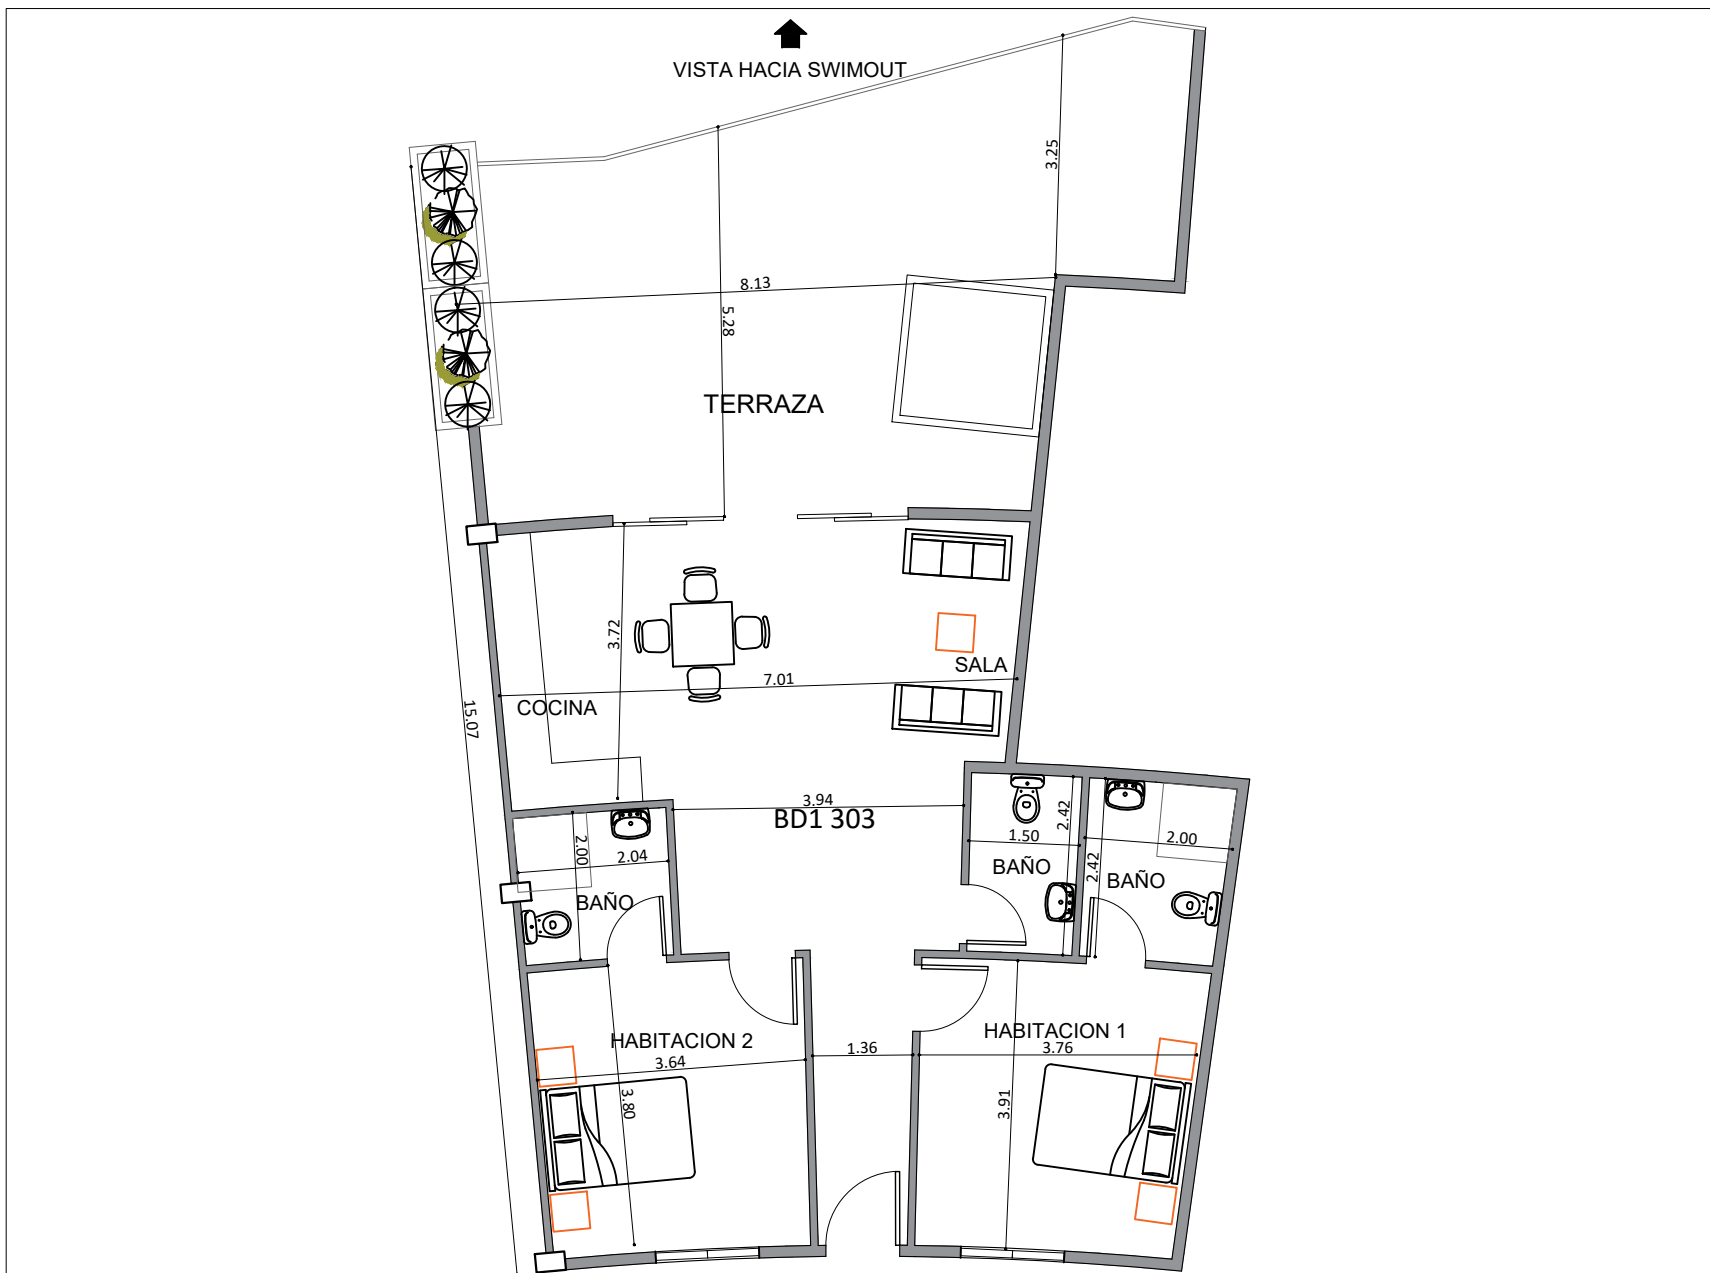 VISTA HACIA SWIMOUT
3.25
8.13
5.28
TERRAZA
3.72
SALA
7.01
COCINA
15.07
3.94
BD1 303
2.42
1.50
2.00
2.42
2.00
2.04
BAÑO
BAÑO
BAÑO
HABITACION 2
HABITACION 1
3.64
1.36
3.76
3.80
3.91